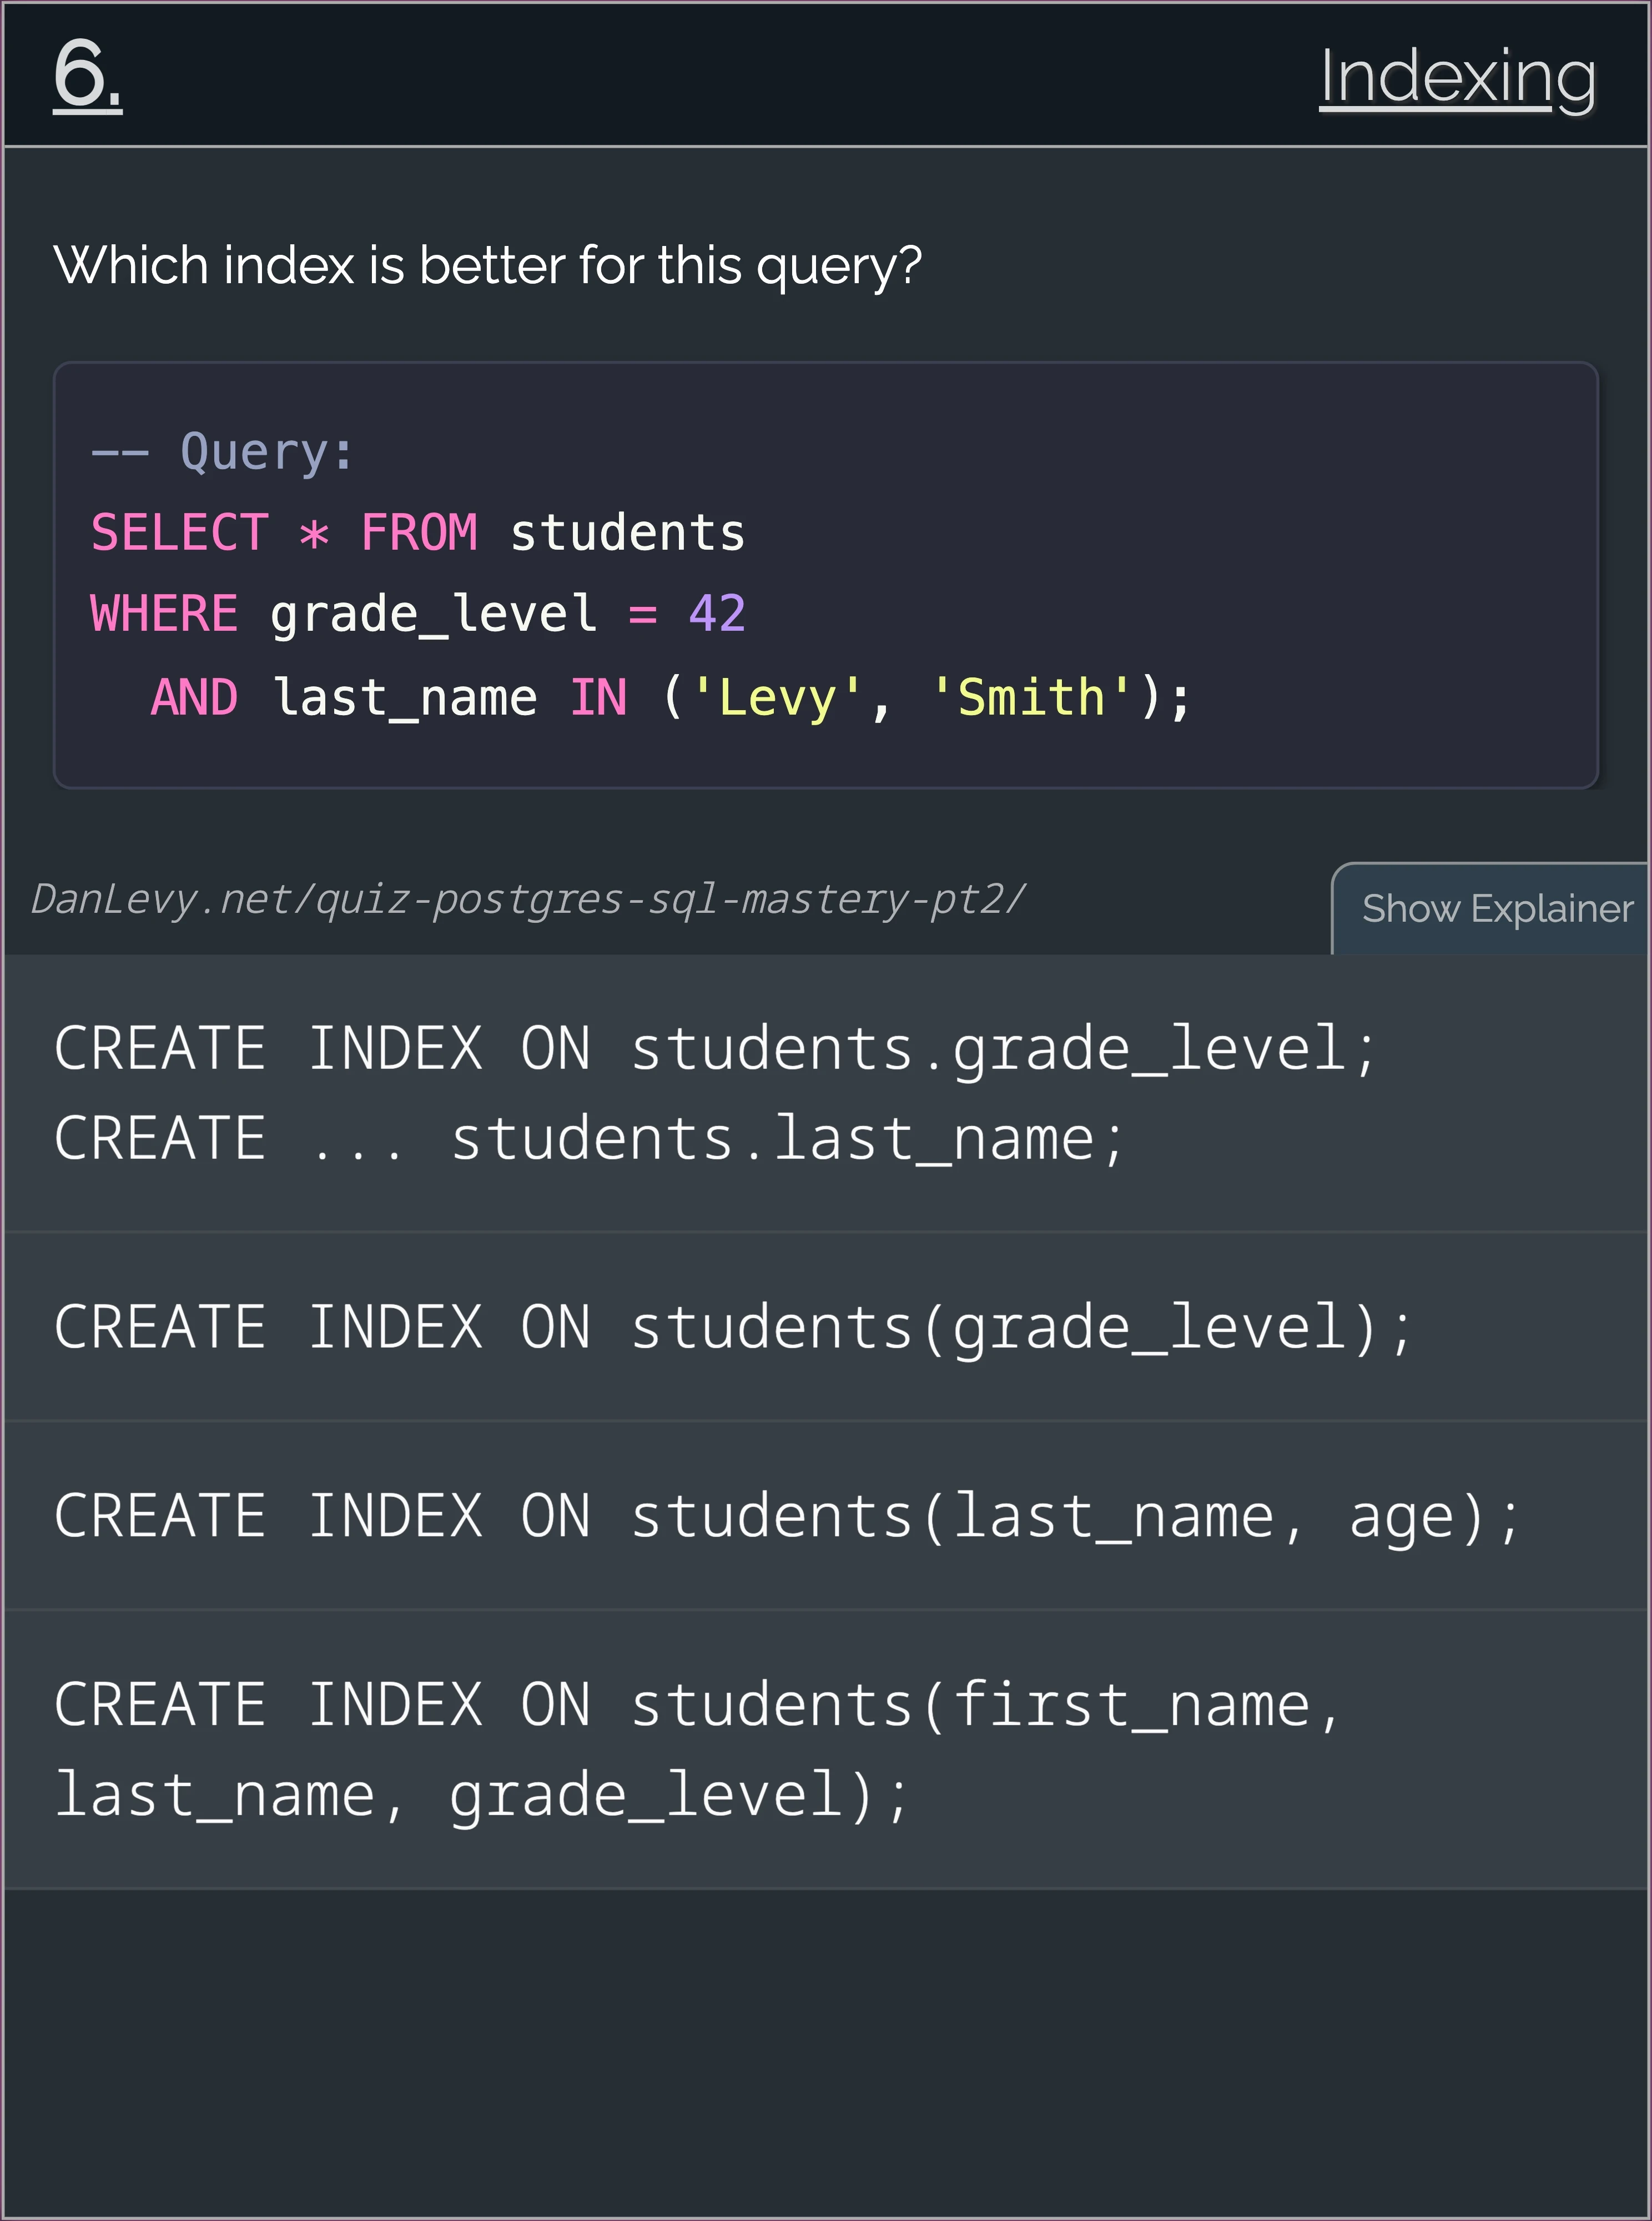 6.
Indexing
Which index is better for this query?
-- Query:
SELECT * FROM students
WHERE grade_level = 42
  AND last_name IN ('Levy', 'Smith');
DanLevy.net/quiz-postgres-sql-mastery-pt2/
Show Explainer
CREATE INDEX ON students.grade_level;
CREATE ... students.last_name;
CREATE INDEX ON students(grade_level);
CREATE INDEX ON students(last_name, age);
CREATE INDEX ON students(first_name,
last_name, grade_level);